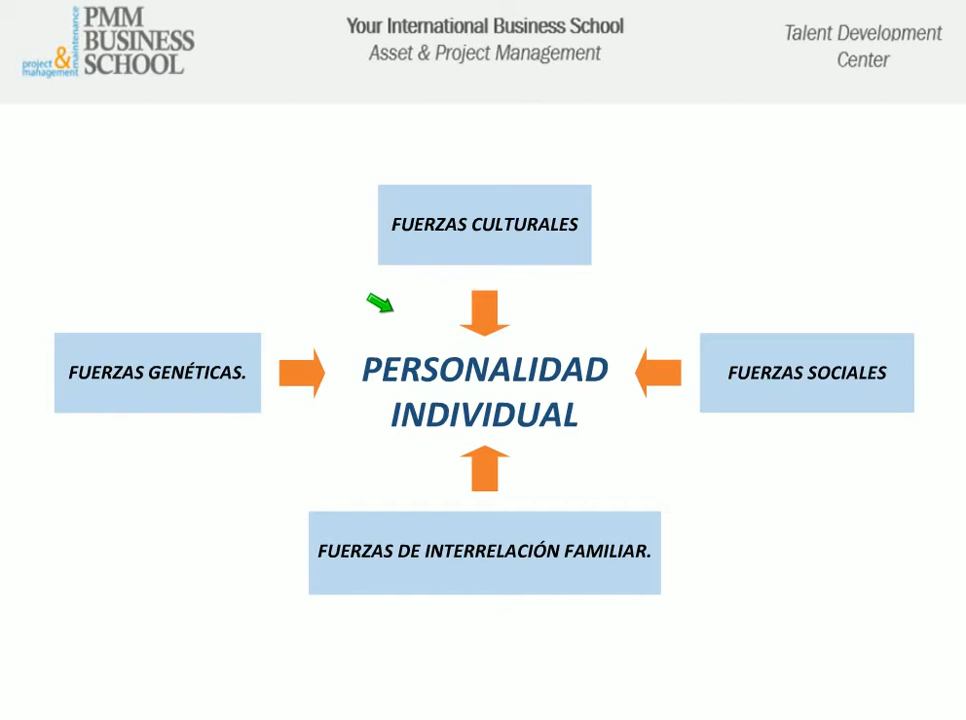 PMM
BUSINESS
SCHOOL
project & maintenance
management
Your International Business School
Asset & Project Management
Talent Development
Center
FUERZAS CULTURALES
FUERZAS GENÉTICAS.
PERSONALIDAD
INDIVIDUAL
FUERZAS SOCIALES
FUERZAS DE INTERRELACIÓN FAMILIAR.